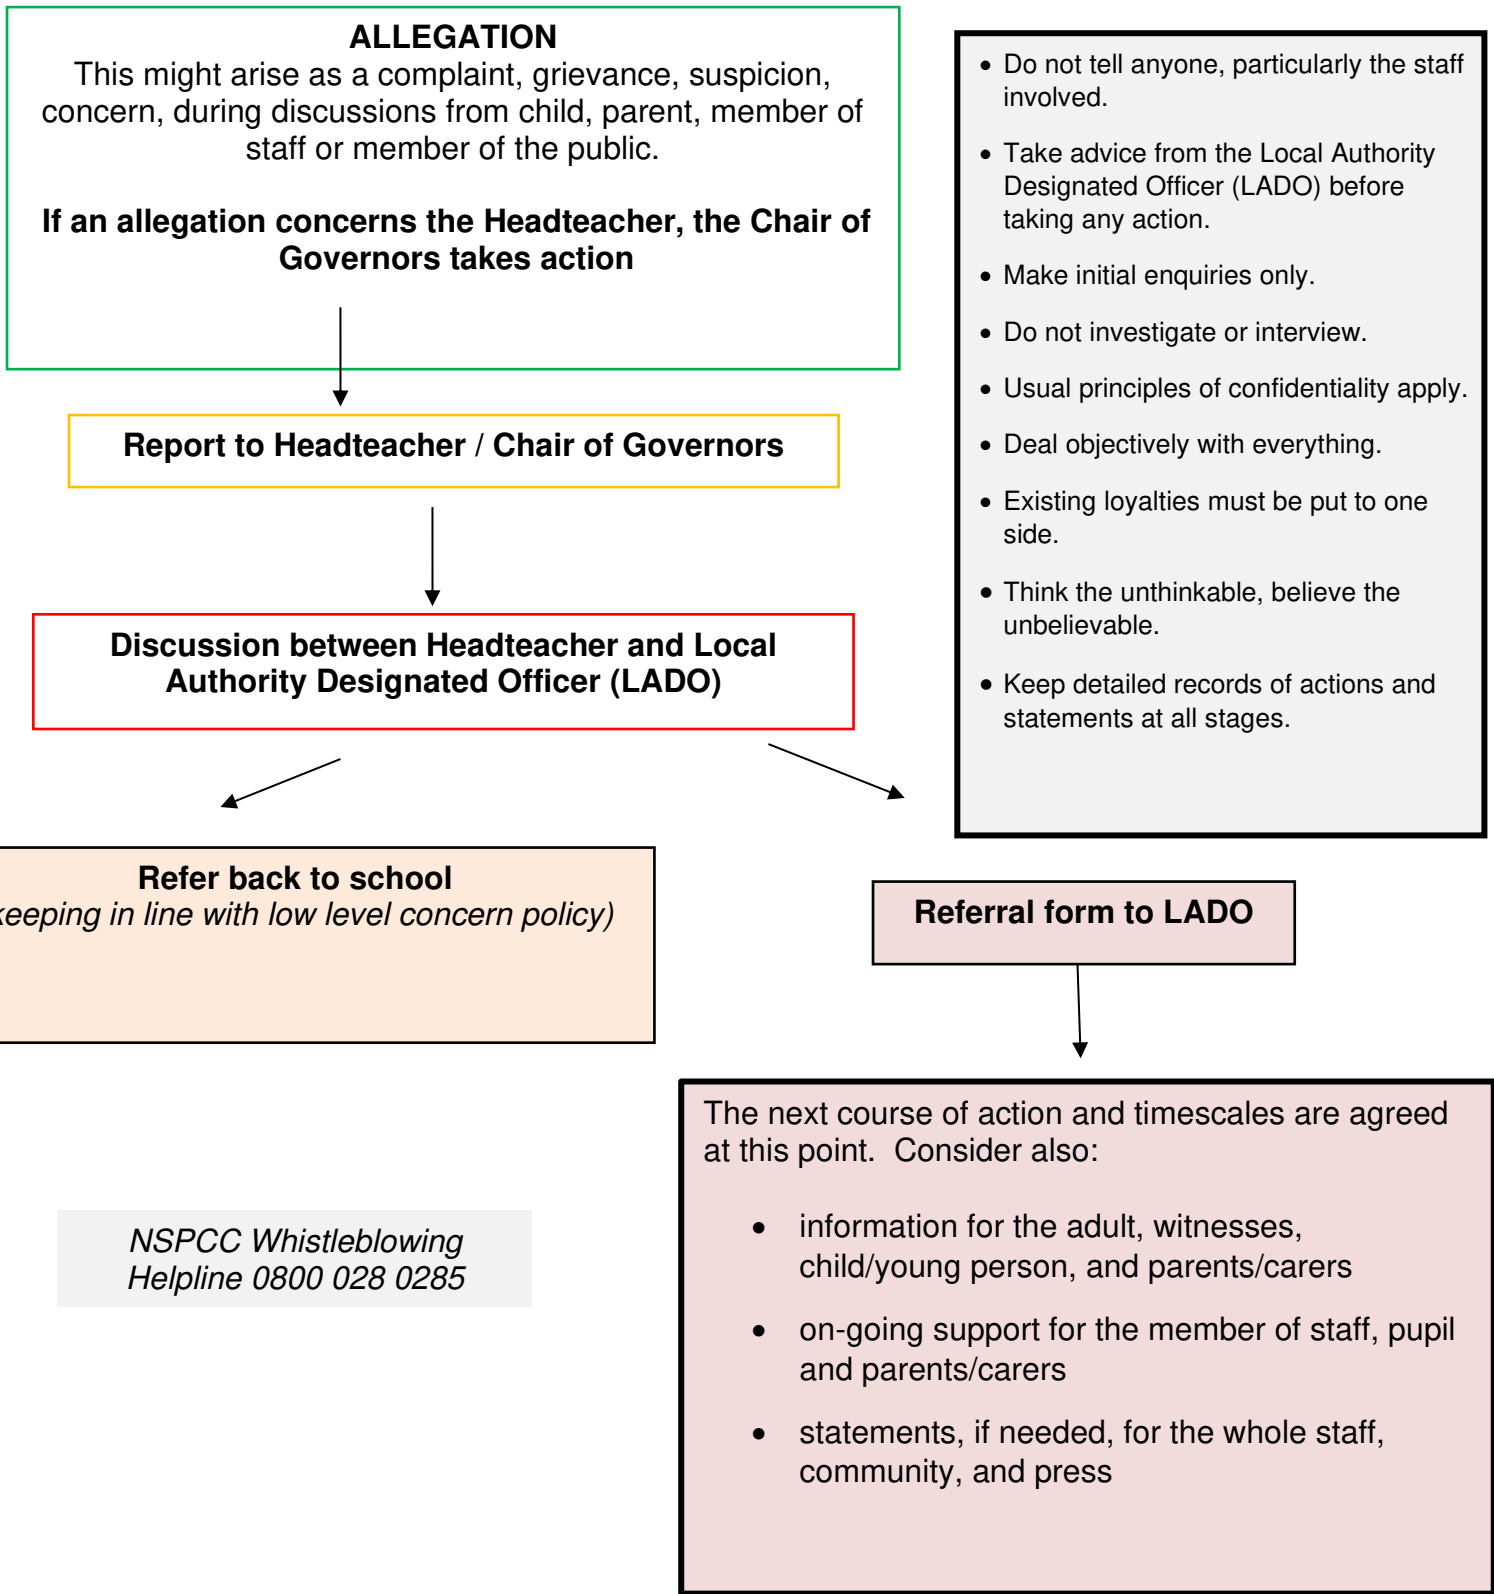 ALLEGATION
This might arise as a complaint, grievance, suspicion,
concern, during discussions from child, parent, member of
staff or member of the public.
If an allegation concerns the Headteacher, the Chair of
Governors takes action
Report to Headteacher / Chair of Governors
Discussion between Headteacher and Local
Authority Designated Officer (LADO)
• Do not tell anyone, particularly the staff
involved.
• Take advice from the Local Authority
Designated Officer (LADO) before
taking any action.
• Make initial enquiries only.
• Do not investigate or interview.
• Usual principles of confidentiality apply.
• Deal objectively with everything.
• Existing loyalties must be put to one
side.
• Think the unthinkable, believe the
unbelievable.
• Keep detailed records of actions and
statements at all stages.
Refer back to school
keeping in line with low level concern policy)
Referral form to LADO
The next course of action and timescales are agreed
at this point.  Consider also:
• information for the adult, witnesses,
child/young person, and parents/carers
• on-going support for the member of staff, pupil
and parents/carers
• statements, if needed, for the whole staff,
community, and press
NSPCC Whistleblowing
Helpline 0800 028 0285